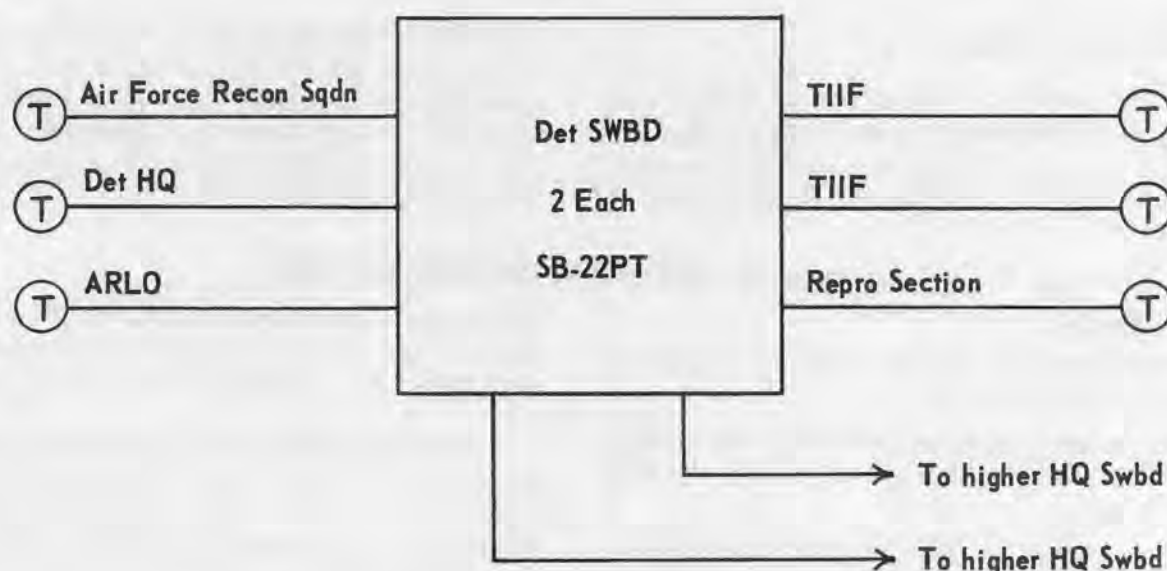 T
Air Force Recon Sqdn
T
Det HQ
T
ARLO
Det SWBD
2 Each
SB-22PT
TIIF
T
TIIF
T
Repro Section
T
To higher HQ Swbd
To higher HQ Swbd